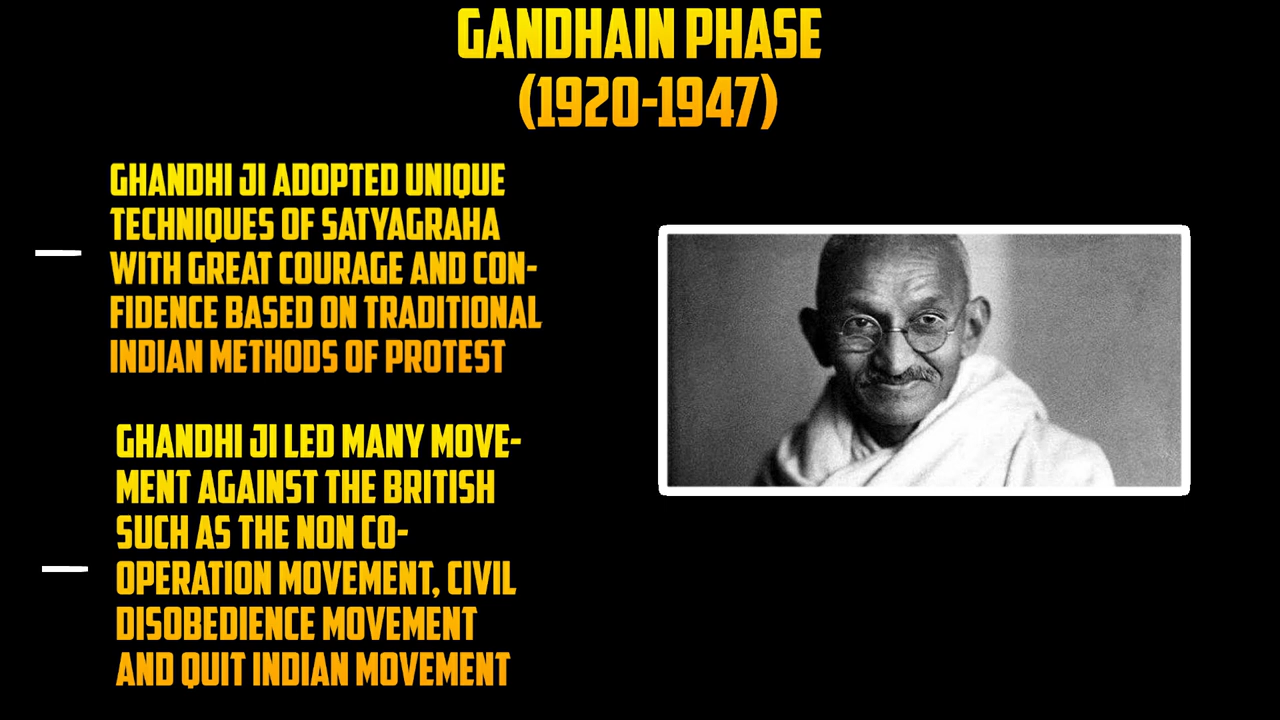 GANDHAIN PHASE
(1920-1947)
GHANDHI JI ADOPTED UNIQUE
TECHNIQUES OF SATYAGRAHA
WITH GREAT COURAGE AND CON-
FIDENCE BASED ON TRADITIONAL
INDIAN METHODS OF PROTEST
GHANDHI JI LED MANY MOVE-
MENT AGAINST THE BRITISH
SUCH AS THE NON CO-
OPERATION MOVEMENT, CIVIL
DISOBEDIENCE MOVEMENT
AND QUIT INDIAN MOVEMENT